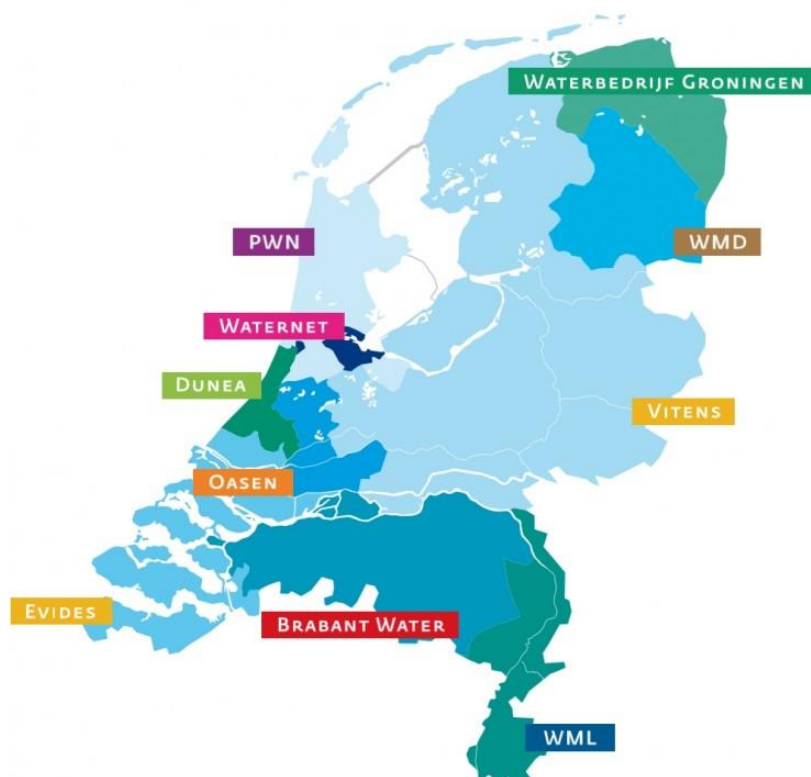 Waterbedrijf Groningen
PWN
WMD
Waternet
Dunea
Vitens
Oasen
Evides
Brabant Water
WML